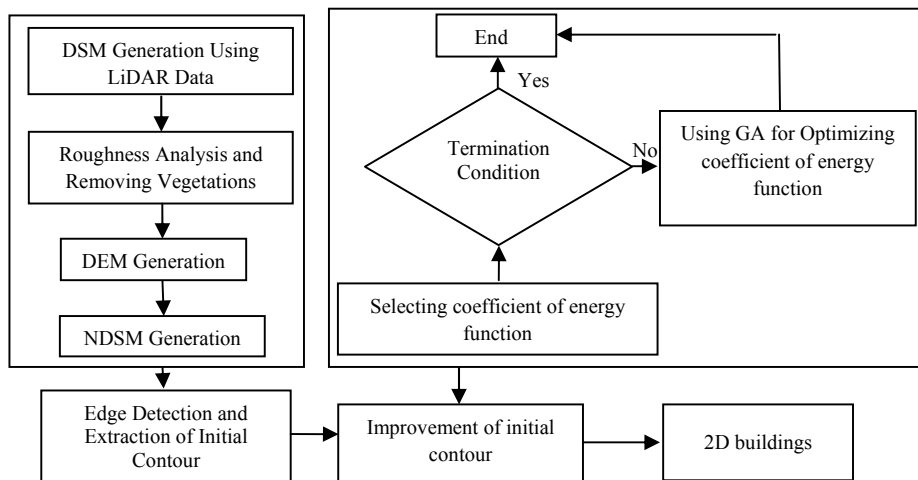 DSM Generation Using
LiDAR Data
Roughness Analysis and
Removing Vegetations
DEM Generation
NDSM Generation
End
Yes
Termination
Condition
No
Using GA for Optimizing
coefficient of energy
function
Selecting coefficient of energy
function
Edge Detection and
Extraction of Initial
Contour
Improvement of initial
contour
2D buildings